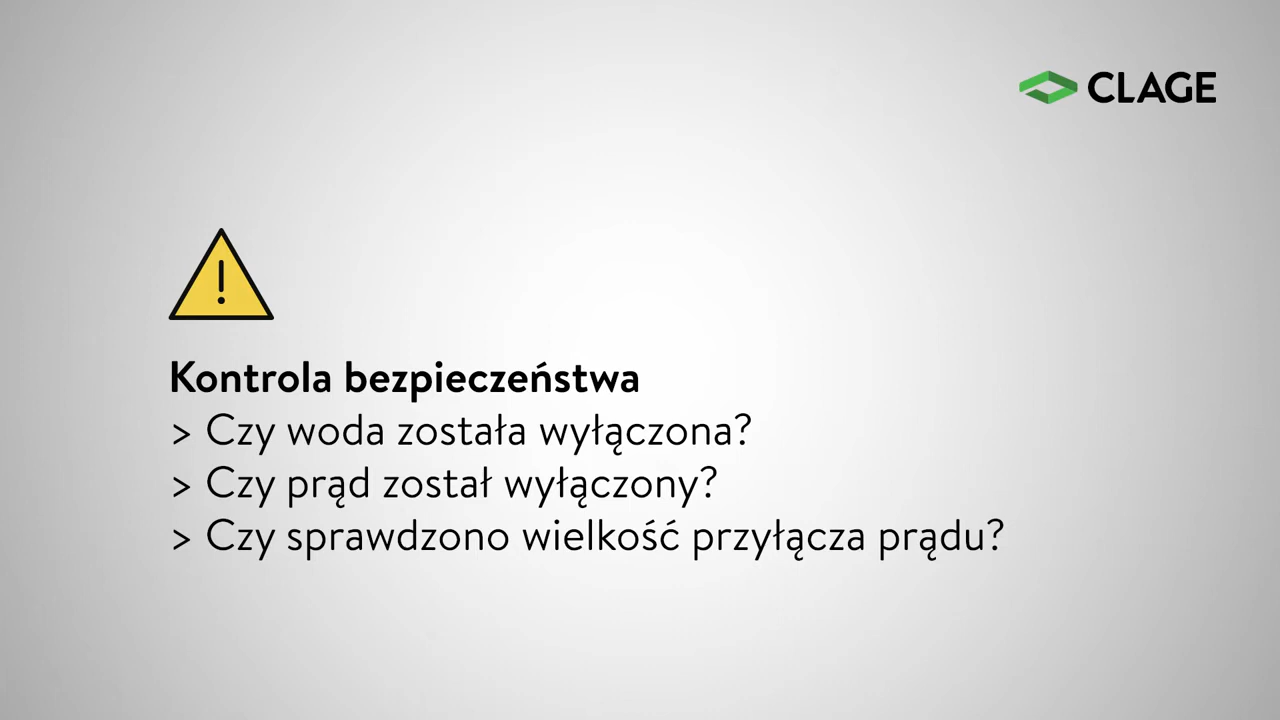 CLAGE
Kontrola bezpieczeństwa
> Czy woda została wyłączona?
> Czy prąd został wyłączony?
> Czy sprawdzono wielkość przyłącza prądu?